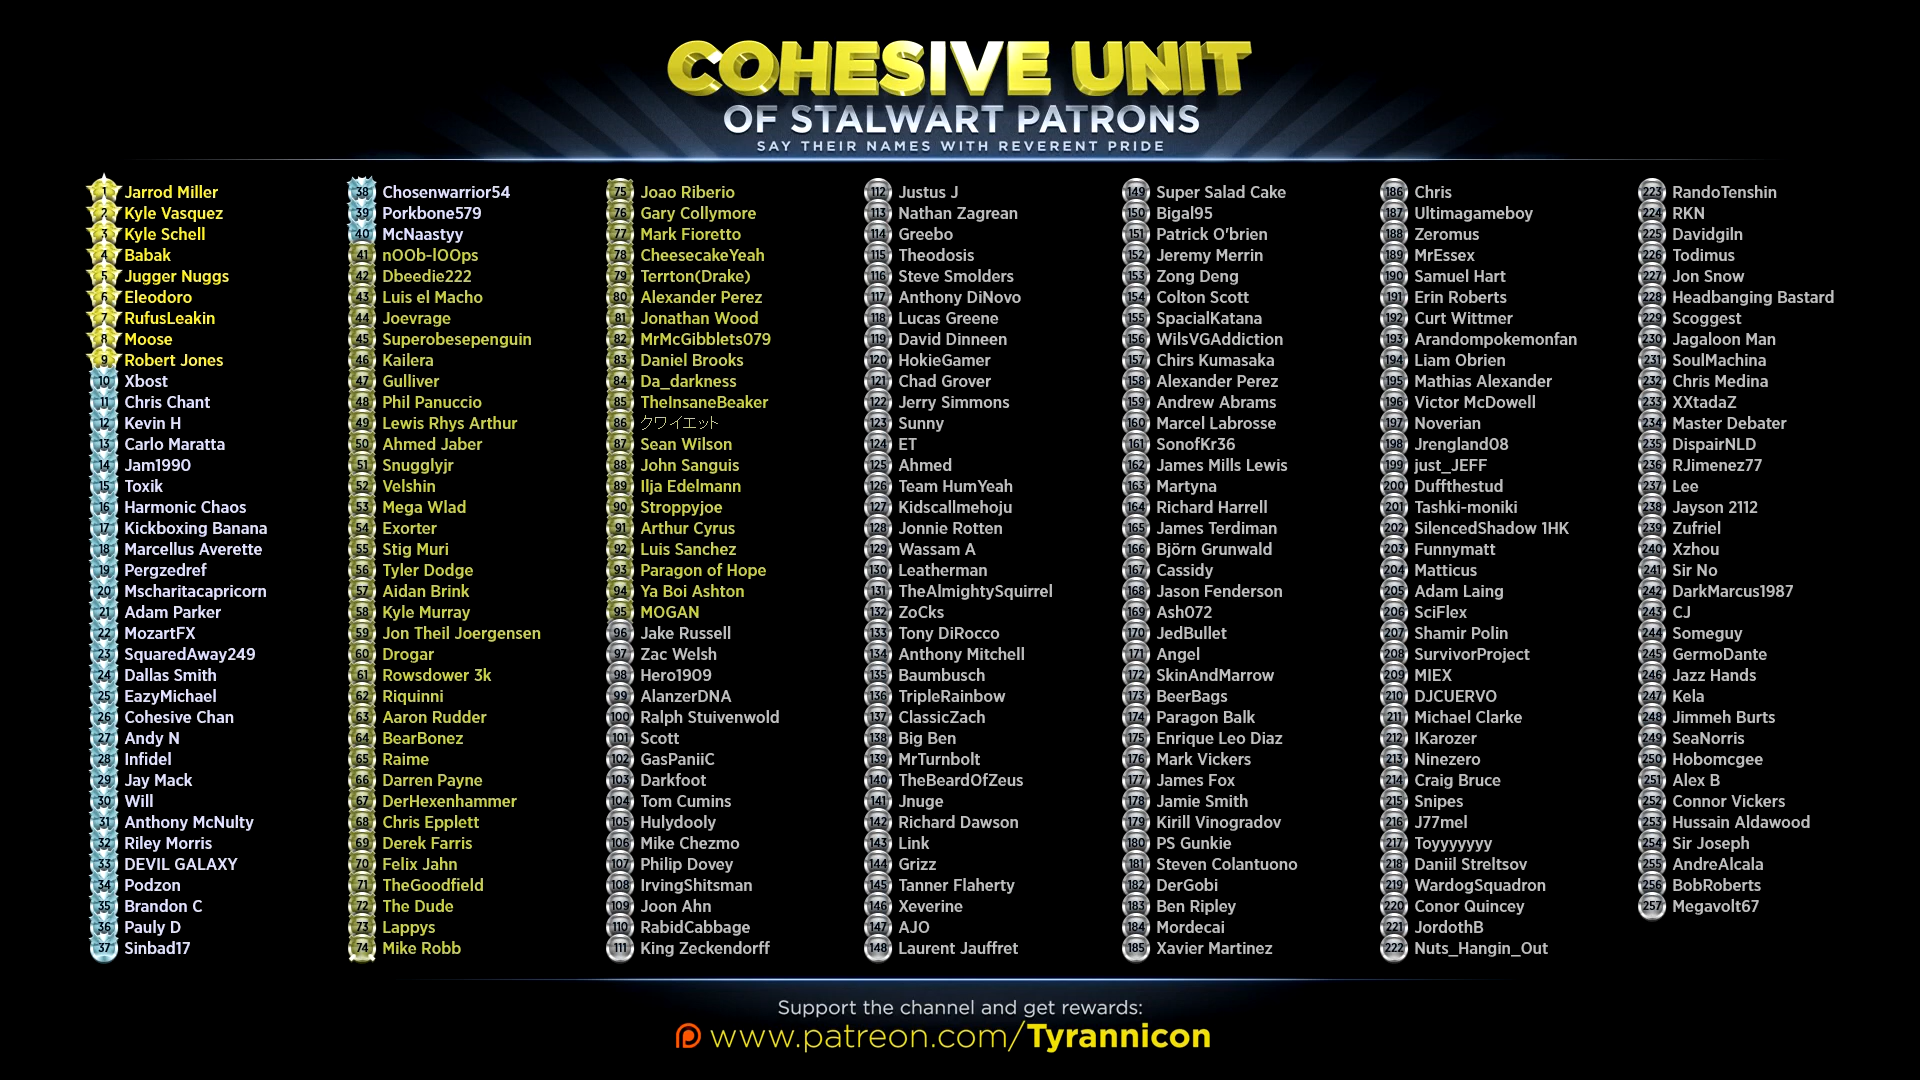 COHESIVE UNIT
OF STALWART PATRONS
SAY THEIR NAMES WITH REVERENT PRIDE
1 Jarrod Miller
2 Kyle Vasquez
3 Kyle Schell
4 Babak
5 Jugger Nuggs
6 Eleodoro
7 RufusLeakin
8 Moose
9 Robert Jones
10 Xbost
11 Chris Chant
12 Kevin H
13 Carlo Maratta
14 Jam1990
15 Toxik
16 Harmonic Chaos
17 Kickboxing Banana
18 Marcellus Averette
19 Pergzedref
20 Mscharitacapricorn
21 Adam Parker
22 MozartFX
23 SquaredAway249
24 Dallas Smith
25 EazyMichael
26 Cohesive Chan
27 Andy N
28 Infidel
29 Jay Mack
30 Will
31 Anthony McNulty
32 Riley Morris
33 DEVIL GALAXY
34 Podzon
35 Brandon C
36 Pauly D
37 Sinbad17
38 Chosenwarrior54
39 Porkbone579
40 McNaastyy
41 nOOb-lOOps
42 Dbeedie222
43 Luis el Macho
44 Joevrage
45 Superobesepenguin
46 Kailera
47 Gulliver
48 Phil Panuccio
49 Lewis Rhys Arthur
50 Ahmed Jaber
51 Snugglyjr
52 Velshin
53 Mega Wlad
54 Exorter
55 Stig Muri
56 Tyler Dodge
57 Aidan Brink
58 Kyle Murray
59 Jon Theil Joergensen
60 Drogar
61 Rowsdower 3k
62 Riquinni
63 Aaron Rudder
64 BearBonez
65 Raime
66 Darren Payne
67 DerHexenhammer
68 Chris Epplett
69 Derek Farris
70 Felix Jahn
71 TheGoodfield
72 The Dude
73 Lappys
74 Mike Robb
75 Joao Riberio
76 Gary Collymore
77 Mark Fioretto
78 CheesecakeYeah
79 Terrton(Drake)
80 Alexander Perez
81 Jonathan Wood
82 MrMcGibblets079
83 Daniel Brooks
84 Da_darkness
85 TheInsaneBeaker
86 クワイエット
87 Sean Wilson
88 John Sanguis
89 Ilja Edelmann
90 Stroppyjoe
91 Arthur Cyrus
92 Luis Sanchez
93 Paragon of Hope
94 Ya Boi Ashton
95 MOGAN
96 Jake Russell
97 Zac Welsh
98 Hero1909
99 AlanzerDNA
100 Ralph Stuivenwold
101 Scott
102 GasPaniiC
103 Darkfoot
104 Tom Cumins
105 Hulydooly
106 Mike Chezmo
107 Philip Dovey
108 IrvingShitsman
109 Joon Ahn
110 RabidCabbage
111 King Zeckendorff
112 Justus J
113 Nathan Zagrean
114 Greebo
115 Theodosis
116 Steve Smolders
117 Anthony DiNovo
118 Lucas Greene
119 David Dinneen
120 HokieGamer
121 Chad Grover
122 Jerry Simmons
123 Sunny
124 ET
125 Ahmed
126 Team HumYeah
127 Kidscallmehoju
128 Jonnie Rotten
129 Wassam A
130 Leatherman
131 TheAlmightySquirrel
132 ZoCks
133 Tony DiRocco
134 Anthony Mitchell
135 Baumbusch
136 TripleRainbow
137 ClassicZach
138 Big Ben
139 MrTurnbolt
140 TheBeardOfZeus
141 Jnuge
142 Richard Dawson
143 Link
144 Grizz
145 Tanner Flaherty
146 Xeverine
147 AJO
148 Laurent Jauffret
149 Super Salad Cake
150 Bigal95
151 Patrick O'brien
152 Jeremy Merrin
153 Zong Deng
154 Colton Scott
155 SpacialKatana
156 WilsVGAddiction
157 Chirs Kumasaka
158 Alexander Perez
159 Andrew Abrams
160 Marcel Labrosse
161 SonofKr36
162 James Mills Lewis
163 Martyna
164 Richard Harrell
165 James Terdiman
166 Björn Grunwald
167 Cassidy
168 Jason Fenderson
169 Ash072
170 JedBullet
171 Angel
172 SkinAndMarrow
173 BeerBags
174 Paragon Balk
175 Enrique Leo Diaz
176 Mark Vickers
177 James Fox
178 Jamie Smith
179 Kirill Vinogradov
180 PS Gunkie
181 Steven Colantuono
182 DerGobi
183 Ben Ripley
184 Mordecai
185 Xavier Martinez
186 Chris
187 Ultimagameboy
188 Zeromus
189 MrEssex
190 Samuel Hart
191 Erin Roberts
192 Curt Wittmer
193 Arandompokemonfan
194 Liam Obrien
195 Mathias Alexander
196 Victor McDowell
197 Noverian
198 Jrengland08
199 just_JEFF
200 Duffthestud
201 Tashki-moniki
202 SilencedShadow 1HK
203 Funnymatt
204 Matticus
205 Adam Laing
206 SciFlex
207 Shamir Polin
208 SurvivorProject
209 MIEX
210 DJCUERVO
211 Michael Clarke
212 IKarozer
213 Ninezero
214 Craig Bruce
215 Snipes
216 J77mel
217 Toyyyyyyy
218 Daniil Streltsov
219 WardogSquadron
220 Conor Quincey
221 JordothB
222 Nuts_Hangin_Out
223 RandoTenshin
224 RKN
225 Davidgiln
226 Todimus
227 Jon Snow
228 Headbanging Bastard
229 Scoggest
230 Jagaloon Man
231 SoulMachina
232 Chris Medina
233 XXtadaZ
234 Master Debater
235 DispairNLD
236 RJimenez77
237 Lee
238 Jayson 2112
239 Zufriel
240 Xzhou
241 Sir No
242 DarkMarcus1987
243 CJ
244 Someguy
245 GermoDante
246 Jazz Hands
247 Kela
248 Jimmeh Burts
249 SeaNorris
250 Hobomcgee
251 Alex B
252 Connor Vickers
253 Hussain Aldawood
254 Sir Joseph
255 AndreAlcala
256 BobRoberts
257 Megavolt67
Support the channel and get rewards:
www.patreon.com/Tyrannicon